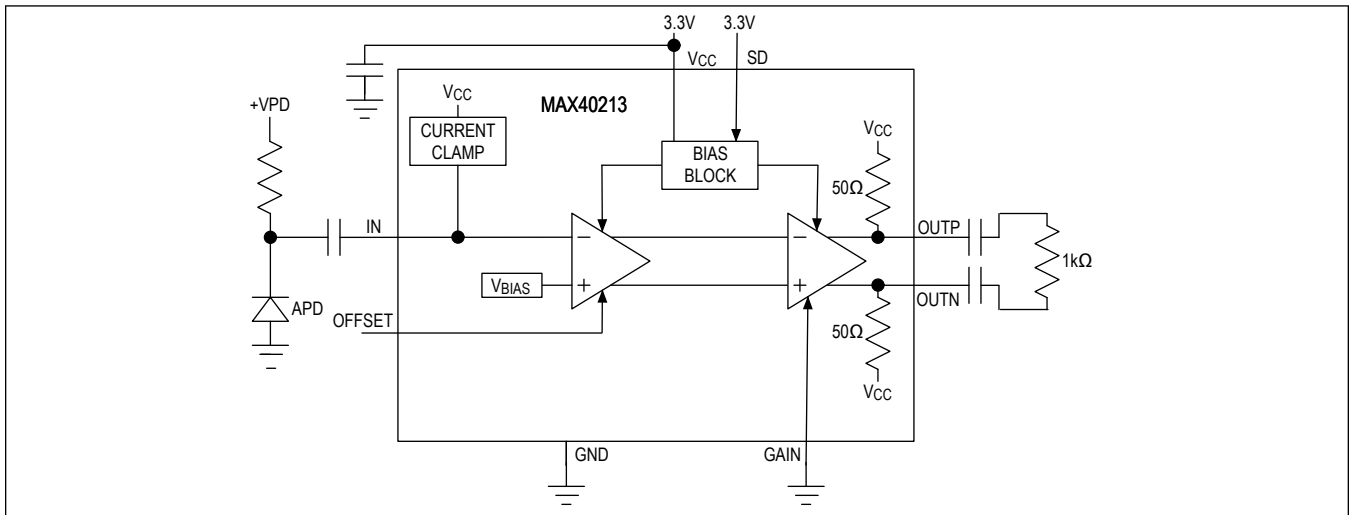 3.3V 3.3V
VCC SD
MAX40213
+VPD
VCC
CURRENT
CLAMP
BIAS
BLOCK
VCC
50Ω
IN
OUTP
1kΩ
VBIAS
APD
OFFSET
OUTN
50Ω
VCC
GND
GAIN